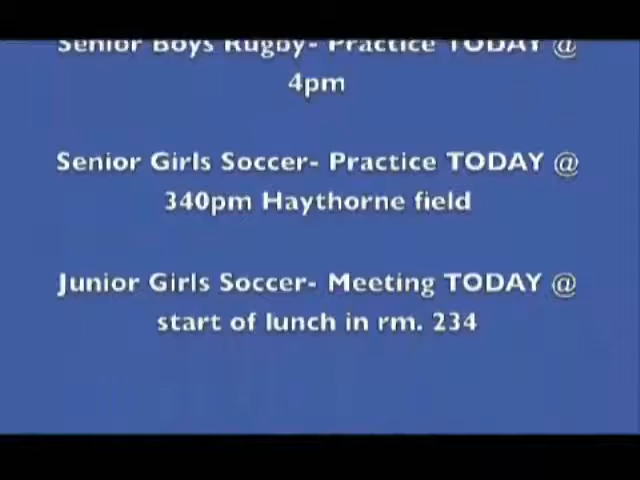 Senior Boys Rugby- Practice TODAY @
4pm
Senior Girls Soccer- Practice TODAY @
340pm Haythorne field
Junior Girls Soccer- Meeting TODAY @
start of lunch in rm. 234